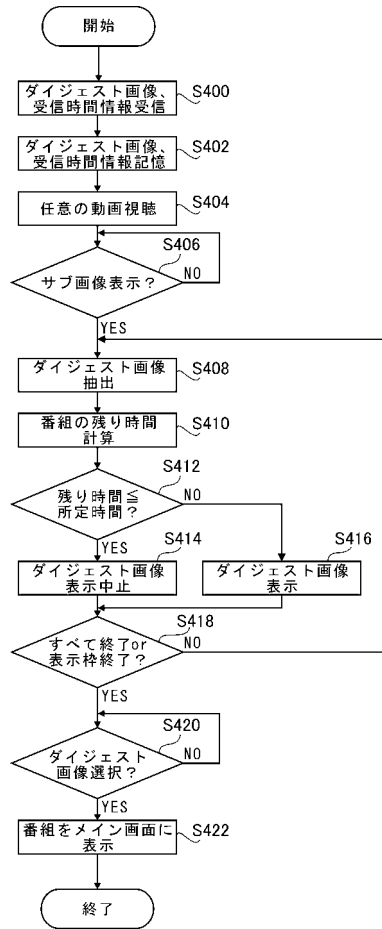 開始
ダイジェスト画像、
受信時間情報受信
S400
ダイジェスト画像、
受信時間情報記憶
S402
任意の動画視聴
S404
S406
サブ画像表示？
NO
YES
ダイジェスト画像
抽出
S408
番組の残り時間
計算
S410
S412
残り時間≦
所定時間？
NO
YES
S414
ダイジェスト画像
表示中止
S416
ダイジェスト画像
表示
S418
すべて終了or
表示枠終了？
NO
YES
S420
ダイジェスト
画像選択？
NO
YES
番組をメイン画面に
表示
S422
終了